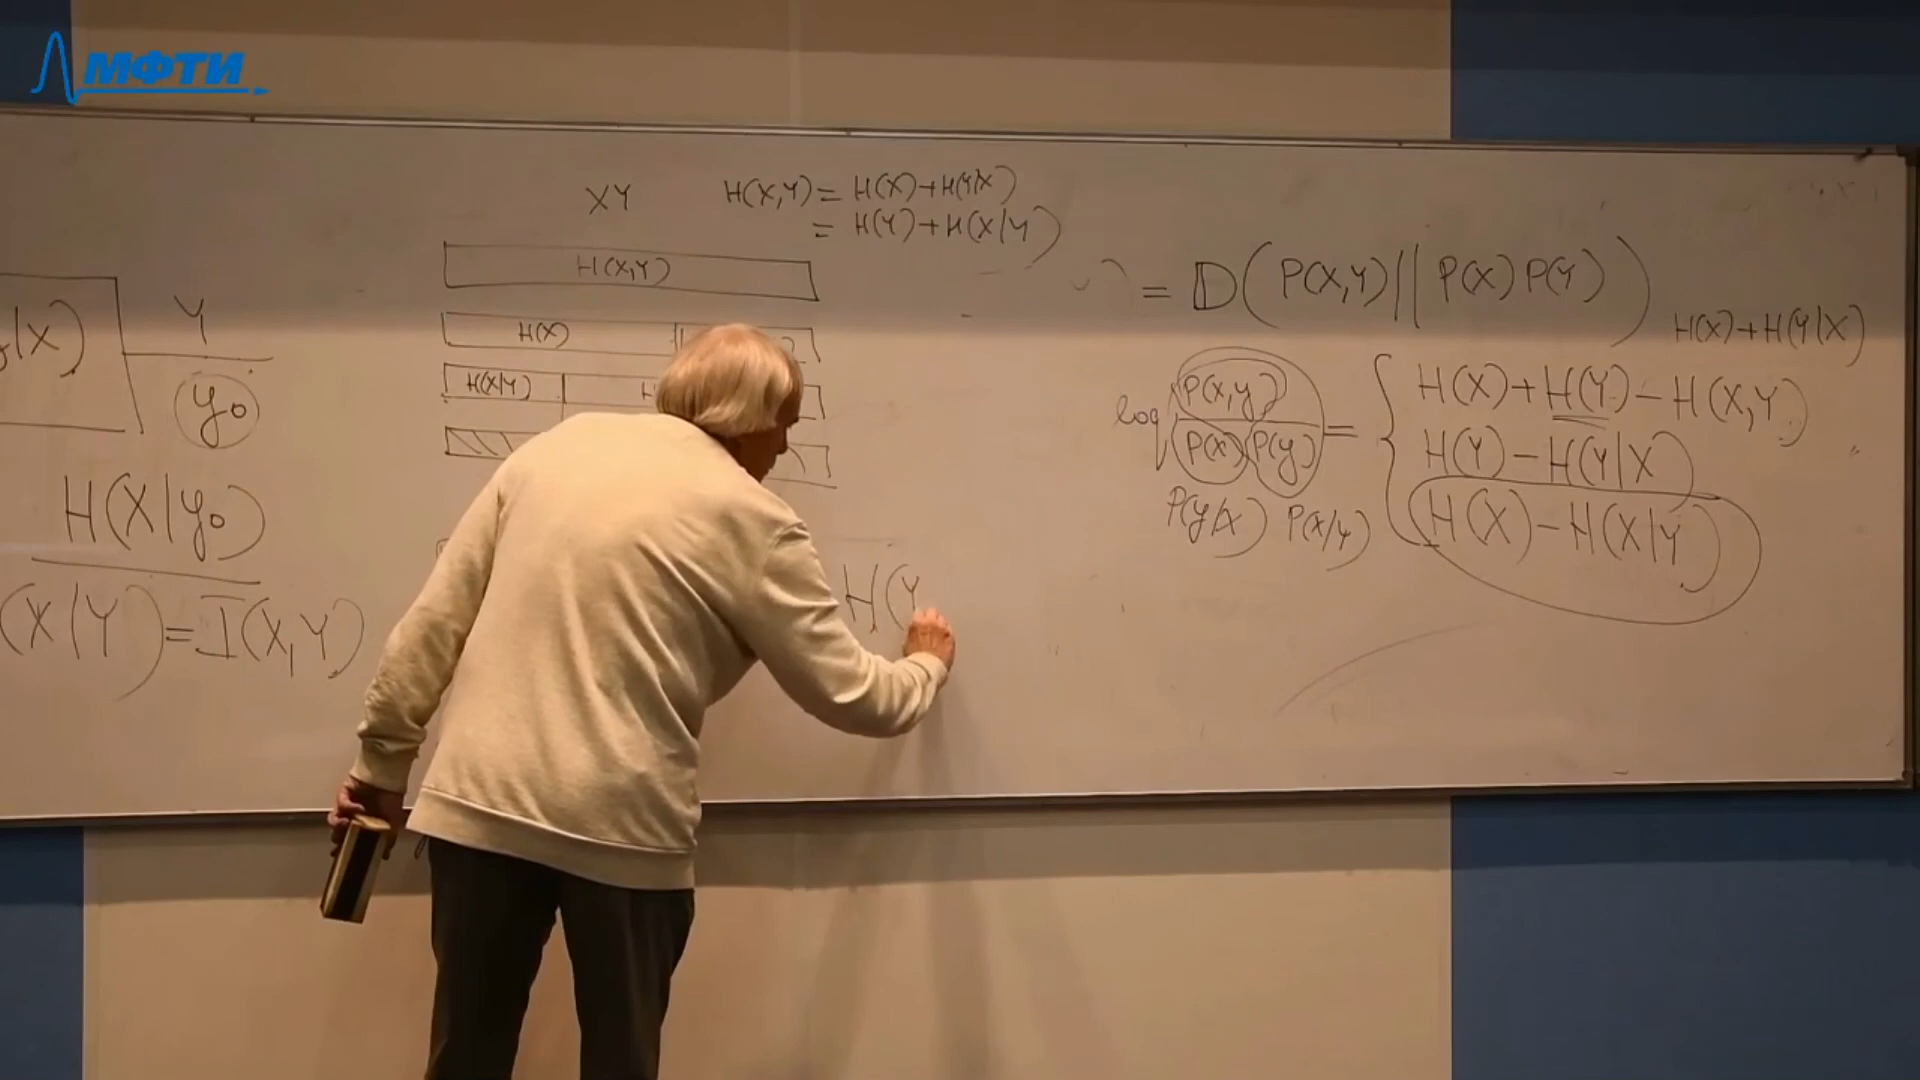 МФТИ
XY
H(X,Y) = H(X)+H(Y|X)
= H(Y)+H(X|Y)
H(X,Y)
H(X)
H(X|Y)
|X)
Y
y₀
H(X|y₀)
(X|Y)=I(X,Y)
H(Y
= D(P(X,Y)||P(X)P(Y))
H(X)+H(Y|X)
log P(x,y) / P(x) P(y) = { H(X)+H(Y)-H(X,Y)
H(Y)-H(Y|X)
H(X)-H(X|Y)
P(y|x) P(x|y)